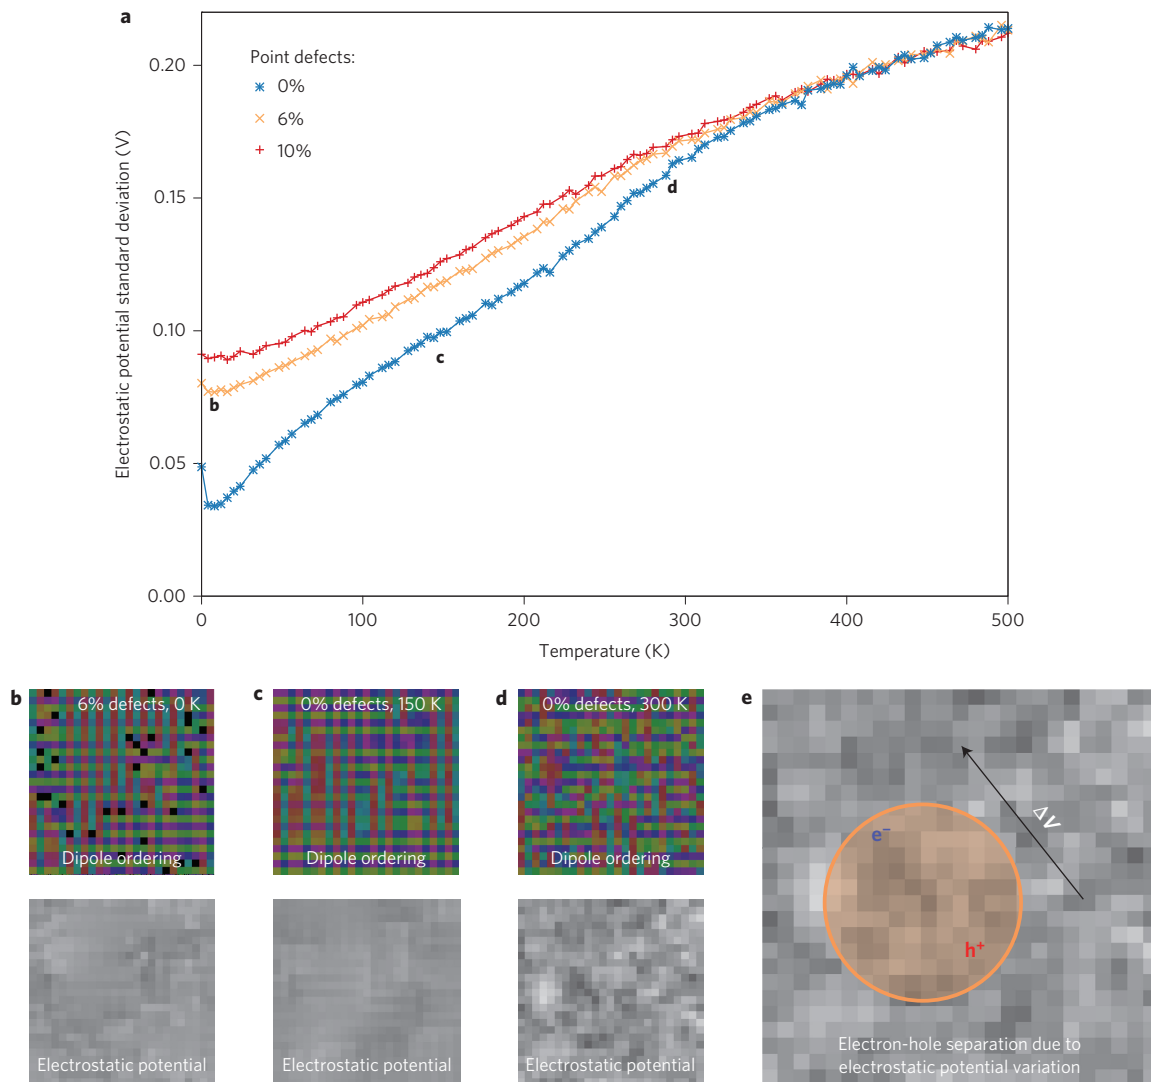 a
Point defects:
0%
6%
10%
Electrostatic potential standard deviation (V)
0.20
0.15
0.10
0.05
0.00
b
c
d
0
100
200
300
400
500
Temperature (K)
b
6% defects, 0 K
Dipole ordering
Electrostatic potential
c
0% defects, 150 K
Dipole ordering
Electrostatic potential
d
0% defects, 300 K
Dipole ordering
Electrostatic potential
e
ΔV
e⁻
h⁺
Electron-hole separation due to
electrostatic potential variation